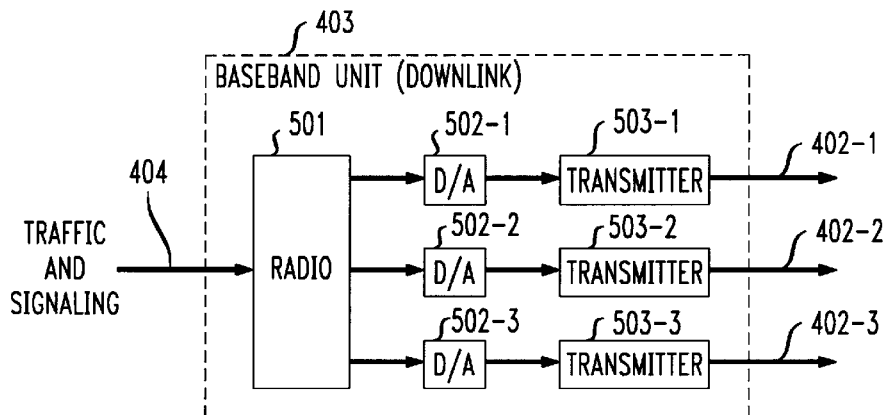 403
BASEBAND UNIT (DOWNLINK)
501
502-1
503-1
402-1
404
D/A
TRANSMITTER
TRAFFIC
AND
SIGNALING
RADIO
502-2
503-2
402-2
D/A
TRANSMITTER
502-3
503-3
402-3
D/A
TRANSMITTER